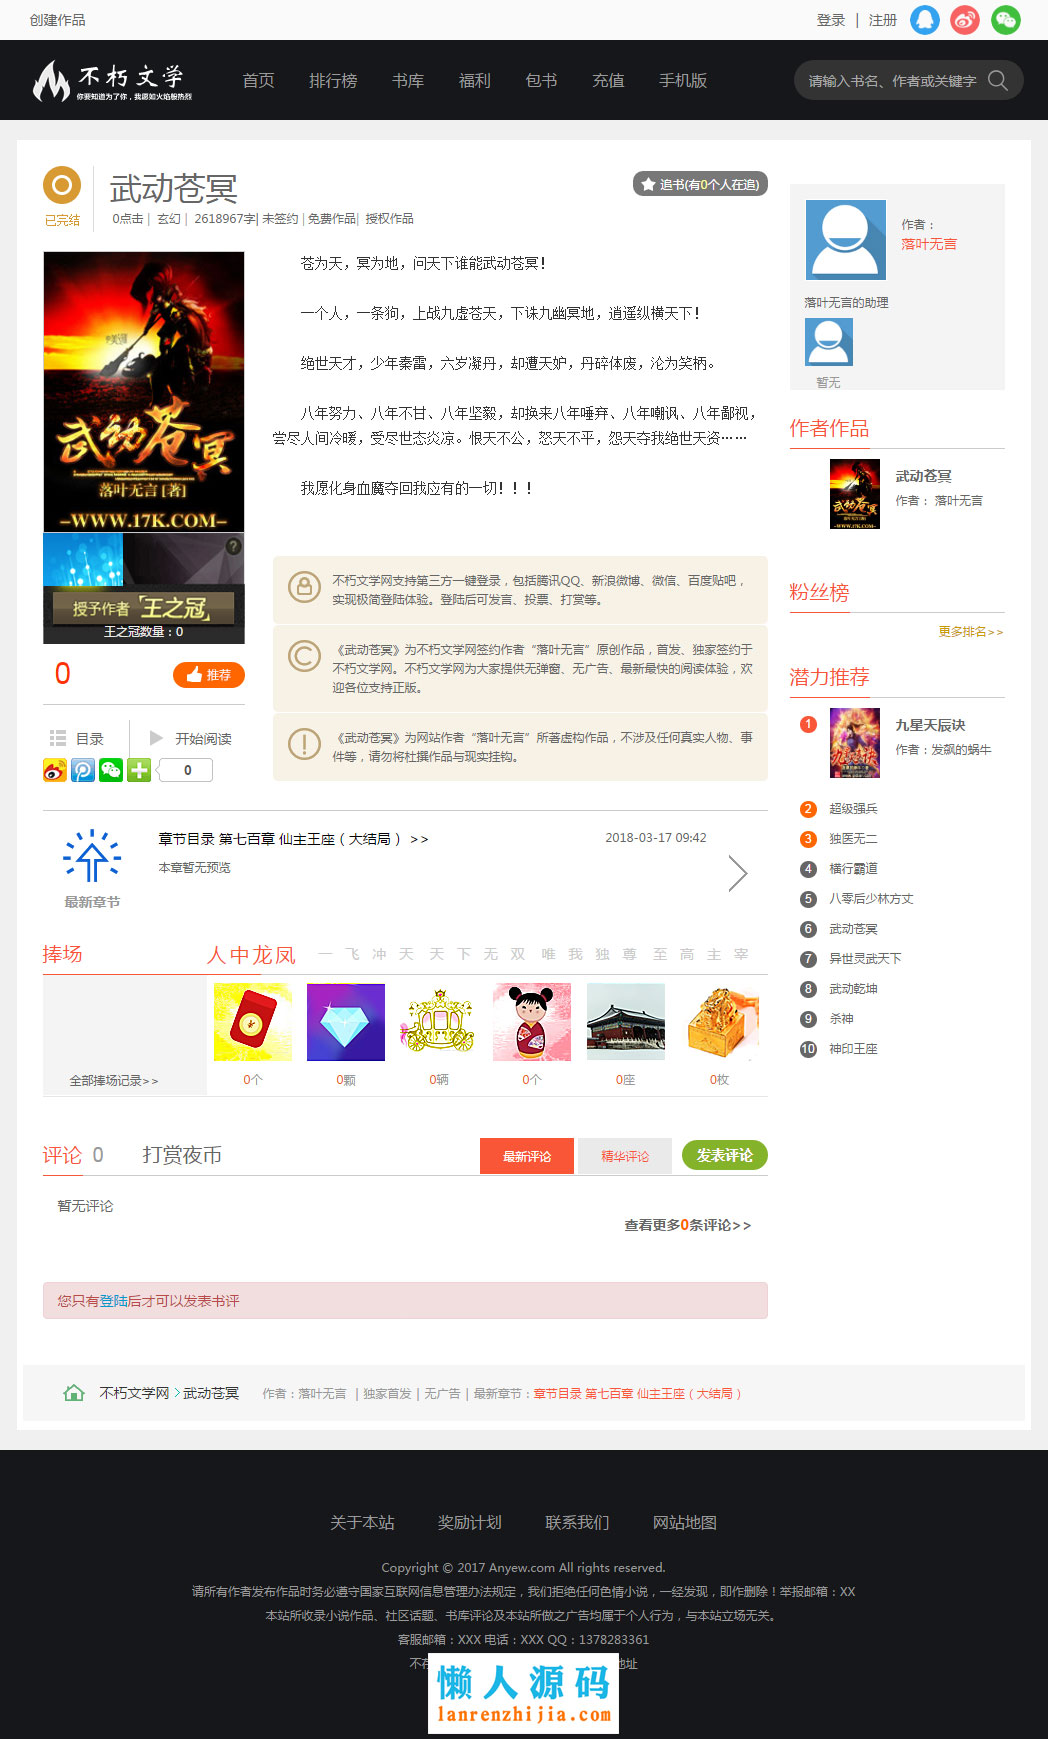 创建作品
登录 | 注册
不朽文学
你要知道为了你，我愿如火焰般热烈
首页 排行榜 书库 福利 包书 充值 手机版
请输入书名、作者或关键字
已完结
武动苍冥
0点击 | 玄幻 | 2618967字| 未签约 | 免费作品| 授权作品
追书(有0个人在追)
武动苍冥
落叶无言 [著]
-WWW.17K.COM-
授予作者「王之冠」
王之冠数量：0
0
推荐
目录
开始阅读
0
苍为天，冥为地，问天下谁能武动苍冥！
一个人，一条狗，上战九虚苍天，下诛九幽冥地，逍遥纵横天下！
绝世天才，少年秦雷，六岁凝丹，却遭天妒，丹碎体废，沦为笑柄。
八年努力、八年不甘、八年坚毅，却换来八年唾弃、八年嘲讽、八年鄙视，
尝尽人间冷暖，受尽世态炎凉。恨天不公，怒天不平，怨天夺我绝世天资……
我愿化身血魔夺回我应有的一切！！！
不朽文学网支持第三方一键登录，包括腾讯QQ、新浪微博、微信、百度贴吧，
实现极简登陆体验。登陆后可发言、投票、打赏等。
《武动苍冥》为不朽文学网签约作者“落叶无言”原创作品，首发、独家签约于
不朽文学网。不朽文学网为大家提供无弹窗、无广告、最新最快的阅读体验，欢
迎各位支持正版。
《武动苍冥》为网站作者“落叶无言”所著虚构作品，不涉及任何真实人物、事
件等，请勿将杜撰作品与现实挂钩。
最新章节
章节目录 第七百章 仙主王座（大结局） >>
2018-03-17 09:42
本章暂无预览
捧场
人中龙凤
一飞冲天 天下无双 唯我独尊 至高主宰
全部捧场记录>>
0个 0颗 0辆 0个 0座 0枚
评论 0
打赏夜币
最新评论
精华评论
发表评论
暂无评论
查看更多0条评论>>
您只有登陆后才可以发表书评
作者：
落叶无言
落叶无言的助理
暂无
作者作品
武动苍冥
作者： 落叶无言
粉丝榜
更多排名>>
潜力推荐
1 九星天辰诀
作者：发飙的蜗牛
2 超级强兵
3 独医无二
4 横行霸道
5 八零后少林方丈
6 武动苍冥
7 异世灵武天下
8 武动乾坤
9 杀神
10 神印王座
不朽文学网 > 武动苍冥 作者：落叶无言 | 独家首发 | 无广告 | 最新章节：章节目录 第七百章 仙主王座（大结局）
关于本站 奖励计划 联系我们 网站地图
Copyright © 2017 Anyew.com All rights reserved.
请所有作者发布作品时务必遵守国家互联网信息管理办法规定，我们拒绝任何色情小说，一经发现，即作删除！举报邮箱：XX
本站所收录小说作品、社区话题、书库评论及本站所做之广告均属于个人行为，与本站立场无关。
客服邮箱：XXX 电话：XXX QQ：1378283361
地址
懒人源码
lanrenzhijia.com